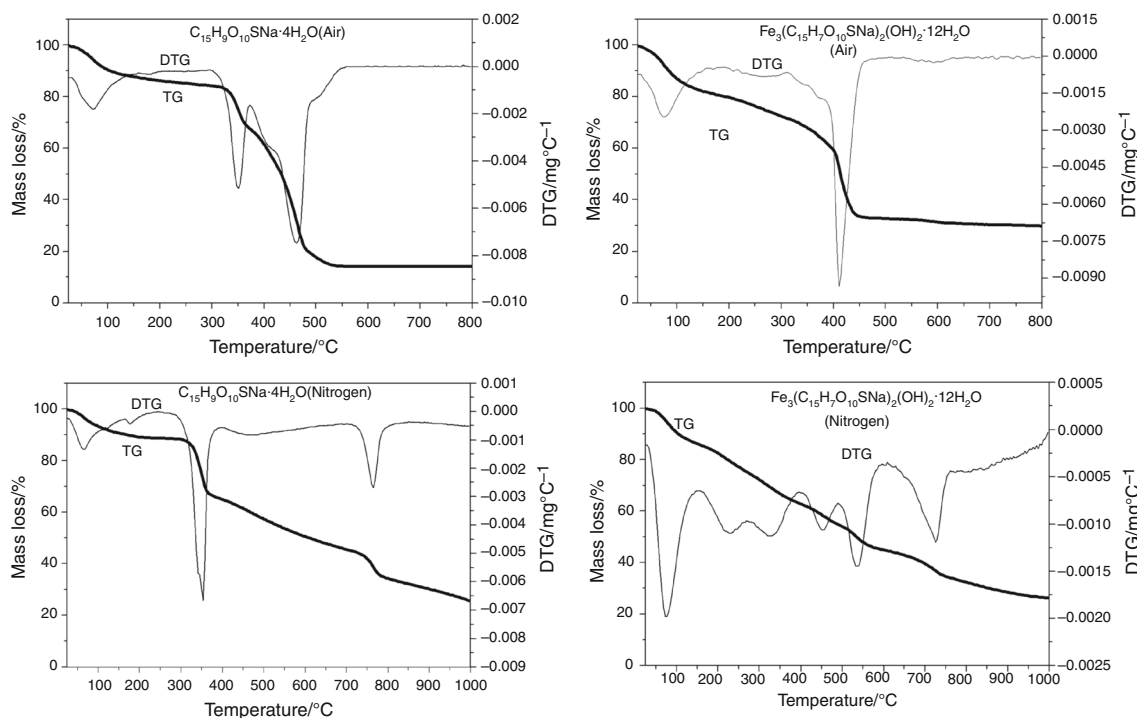 C₁₅H₉O₁₀SNa·4H₂O(Air)
DTG
TG
100
80
60
40
20
0
Mass loss/%
0.002
0.000
−0.002
−0.004
−0.006
−0.008
−0.010
DTG/mg°C⁻¹
100 200 300 400 500 600 700 800
Temperature/°C
Fe₃(C₁₅H₇O₁₀SNa)₂(OH)₂·12H₂O
(Air)
DTG
TG
100
80
60
40
20
0
Mass loss/%
0.0015
0.0000
−0.0015
−0.0030
−0.0045
−0.0060
−0.0075
−0.0090
DTG/mg°C⁻¹
100 200 300 400 500 600 700 800
Temperature/°C
C₁₅H₉O₁₀SNa·4H₂O(Nitrogen)
DTG
TG
100
80
60
40
20
0
Mass loss/%
0.001
0.000
−0.001
−0.002
−0.003
−0.004
−0.005
−0.006
−0.007
−0.008
−0.009
DTG/mg°C⁻¹
100 200 300 400 500 600 700 800 900 1000
Temperature/°C
Fe₃(C₁₅H₇O₁₀SNa)₂(OH)₂·12H₂O
(Nitrogen)
TG
DTG
100
80
60
40
20
0
Mass loss/%
0.0005
0.0000
−0.0005
−0.0010
−0.0015
−0.0020
−0.0025
DTG/mg°C⁻¹
100 200 300 400 500 600 700 800 900 1000
Temperature/°C